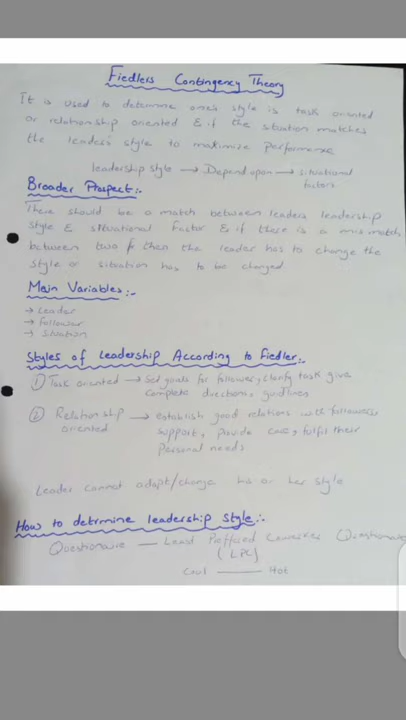 Fiedlers Contingency Theory
It is used to determine one's style is task oriented
or relationship oriented & if the situation matches
the leader's style to maximize performance
leadership style → Depend upon → situational
factors
Broader Prospect:-
There should be a match between leaders leadership
style & situational factor & if there is a mis match
between two then the leader has to change the
style or situation has to be changed.
Main Variables:-
→ Leader
→ Follower
→ Situation
Styles of Leadership According to Fiedler:-
① Task oriented → Set goals for follower, clarify task give
complete directions, guidlines
② Relationship → establish good relations with followers
oriented support, provide care, fulfil their
personal needs
Leader cannot adapt/change his or her style
How to detirmine leadership style:-
Questionaire — Least Preffered Coworker Questionaire
(LPC)
Cool — Hot